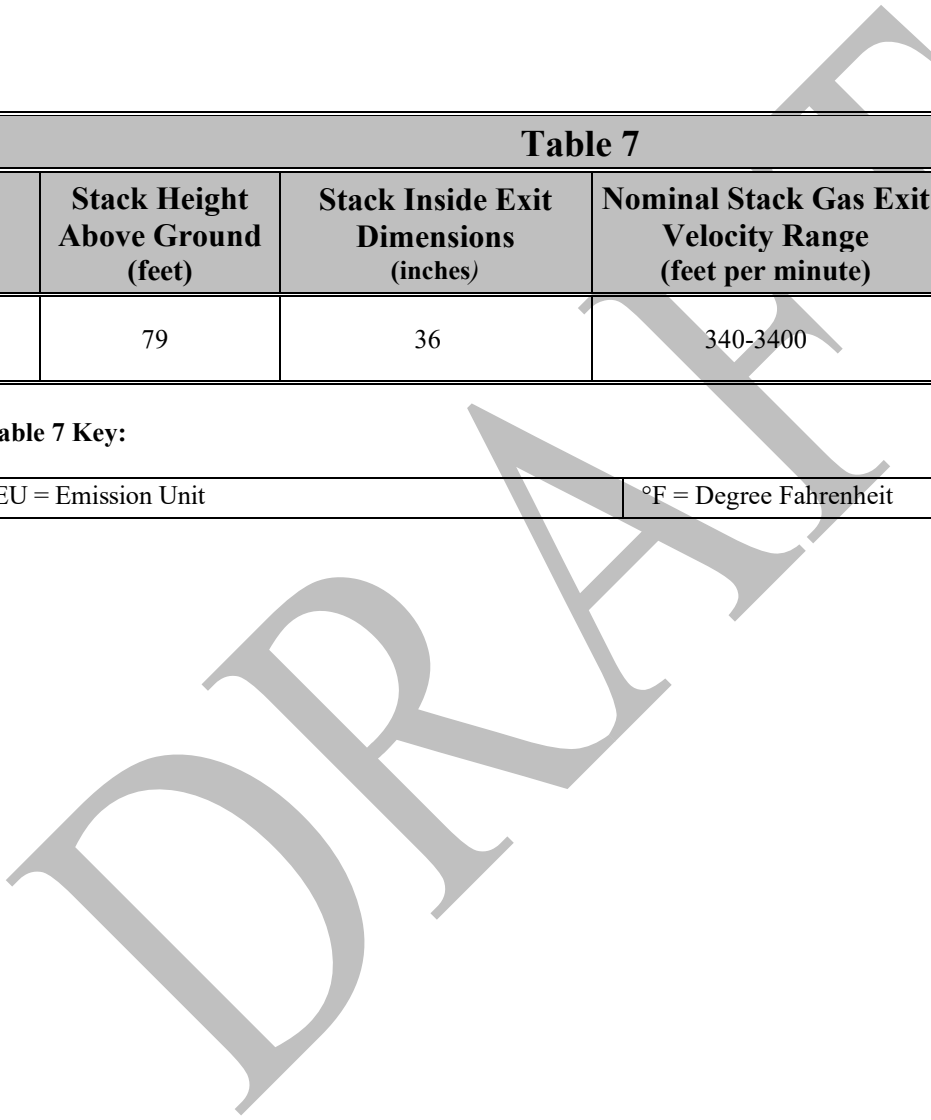 Table 7
Stack Height Above Ground (feet)
Stack Inside Exit Dimensions (inches)
Nominal Stack Gas Exit Velocity Range (feet per minute)
79
36
340-3400
able 7 Key:
EU = Emission Unit
°F = Degree Fahrenheit
DRAF